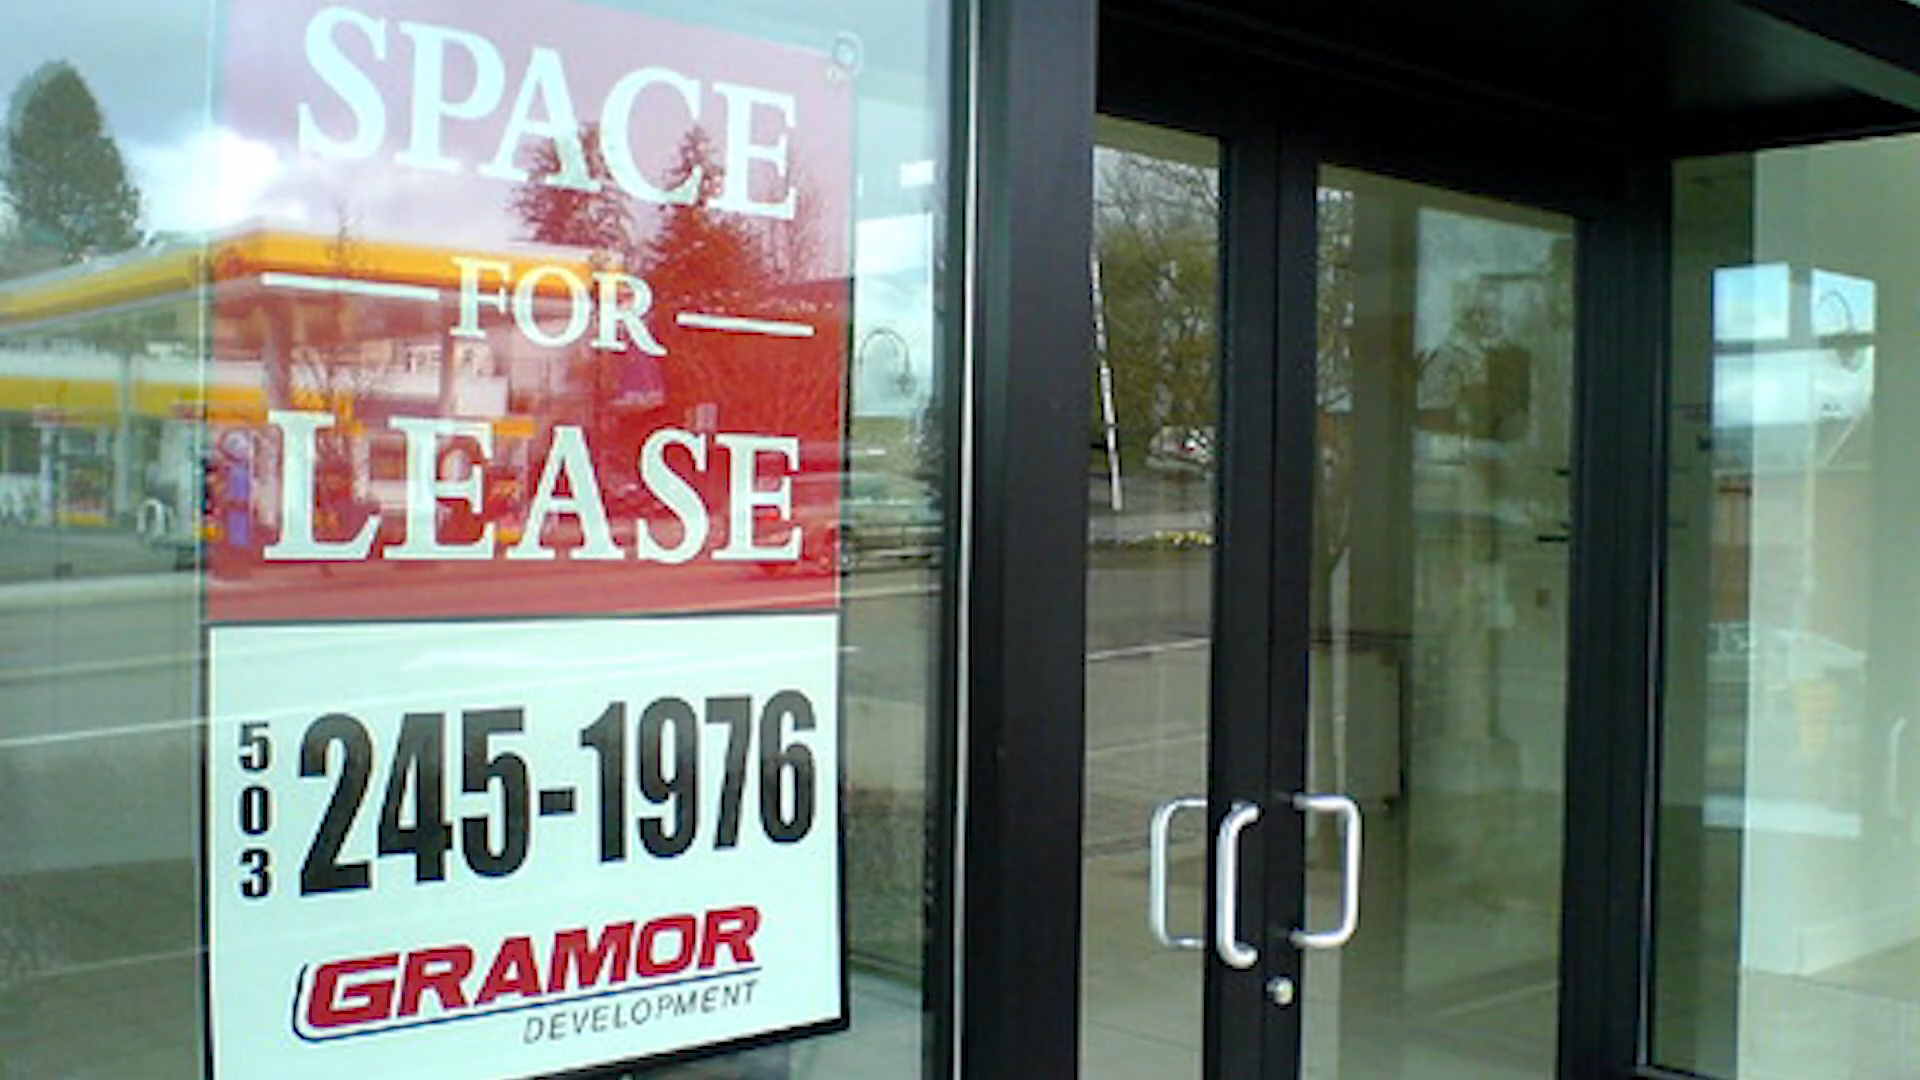 SPACE
FOR
LEASE
503 245-1976
GRAMOR
DEVELOPMENT